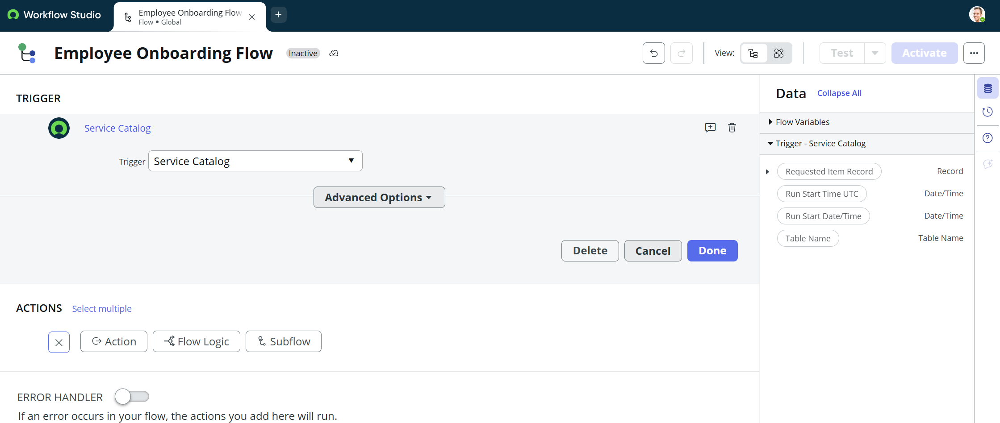 Workflow Studio
Employee Onboarding Flow
Flow • Global
Employee Onboarding Flow
Inactive
View:
Test
Activate
TRIGGER
Service Catalog
Trigger
Service Catalog
Advanced Options
Delete
Cancel
Done
ACTIONS
Select multiple
Action
Flow Logic
Subflow
ERROR HANDLER
If an error occurs in your flow, the actions you add here will run.
Data
Collapse All
Flow Variables
Trigger - Service Catalog
Requested Item Record
Record
Run Start Time UTC
Date/Time
Run Start Date/Time
Date/Time
Table Name
Table Name